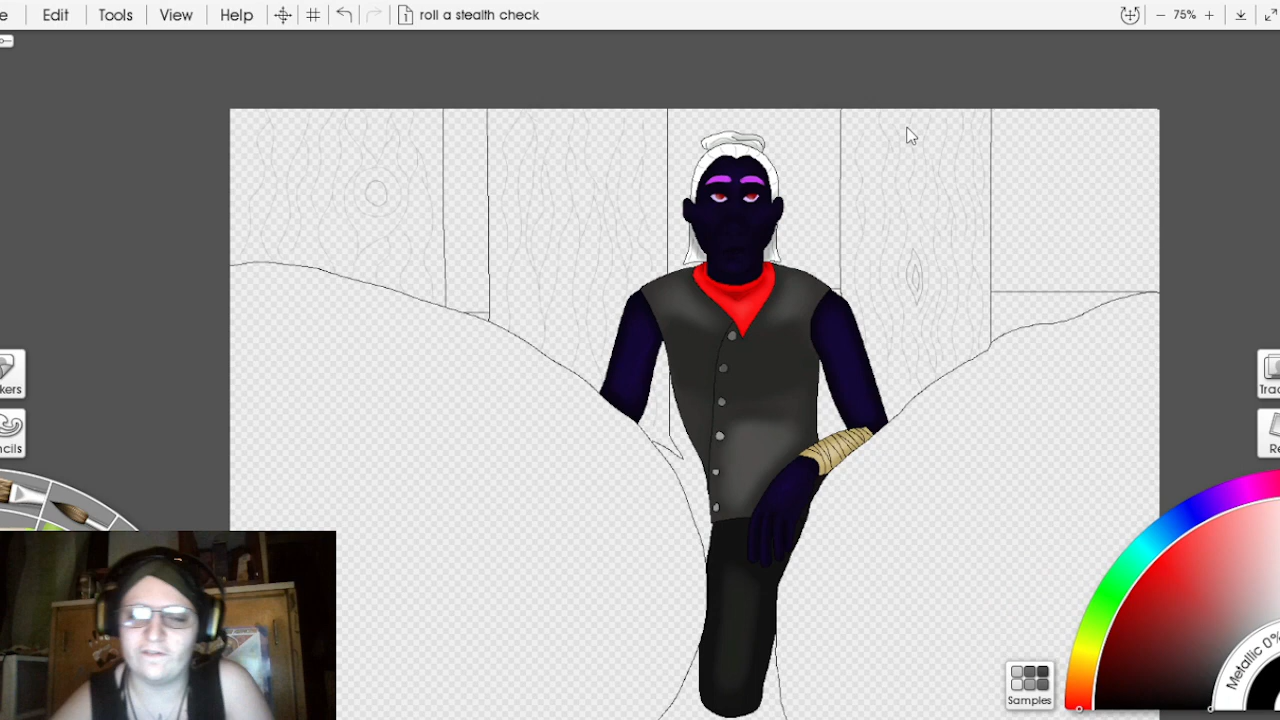 e Edit Tools View Help roll a stealth check 75%
kers
Trac
ncils
Re
Metallic 0%
Samples